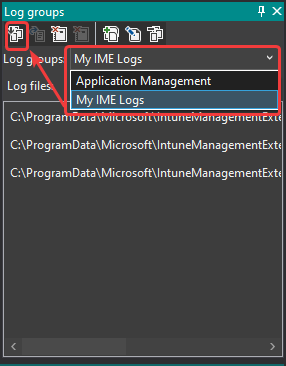 Log groups
Log groups:
My IME Logs
Application Management
My IME Logs
Log files
C:\ProgramData\Microsoft\IntuneManagementExte
C:\ProgramData\Microsoft\IntuneManagementExte
C:\ProgramData\Microsoft\IntuneManagementExte